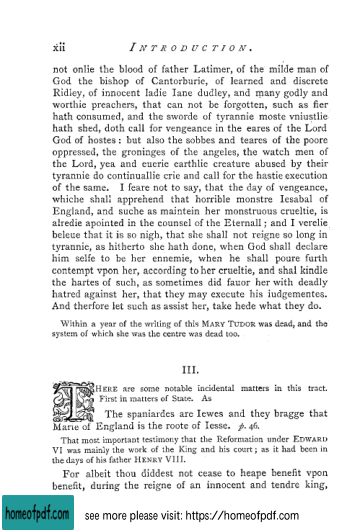 xii INTRODUCTION.
not onlie the blood of father Latimer, of the milde man of
God the bishop of Cantorburie, of learned and discrete
Ridley, of innocent ladie Iane dudley, and many godly and
worthie preachers, that can not be forgotten, such as fier
hath consumed, and the sworde of tyrannie moste vniustlie
hath shed, doth call for vengeance in the eares of the Lord
God of hostes : but also the sobbes and teares of the poore
oppressed, the groninges of the angeles, the watch men of
the Lord, yea and euerie earthlie creature abused by their
tyrannie do continuallie crie and call for the hastie execution
of the same. I feare not to say, that the day of vengeance,
whiche shall apprehend that horrible monstre Iesabal of
England, and suche as maintein her monstruous crueltie, is
alredie apointed in the counsel of the Eternall ; and I verelie
beleue that it is so nigh, that she shall not reigne so long in
tyrannie, as hitherto she hath done, when God shall declare
him selfe to be her ennemie, when he shall poure furth
contempt vpon her, according to her crueltie, and shal kindle
the hartes of such, as sometimes did fauor her with deadly
hatred against her, that they may execute his iudgementes.
And therfore let such as assist her, take hede what they do.
Within a year of the writing of this MARY TUDOR was dead, and the
system of which she was the centre was dead too.
III.
THERE are some notable incidental matters in this tract.
First in matters of State. As
The spaniardes are Iewes and they bragge that
Marie of England is the roote of Iesse. p. 46.
That most important testimony that the Reformation under EDWARD
VI was mainly the work of the King and his court ; as it had been in
the days of his father HENRY VIII.
For albeit thou diddest not cease to heape benefit vpon
benefit, during the reigne of an innocent and tendre king,
homeofpdf.com see more please visit: https://homeofpdf.com